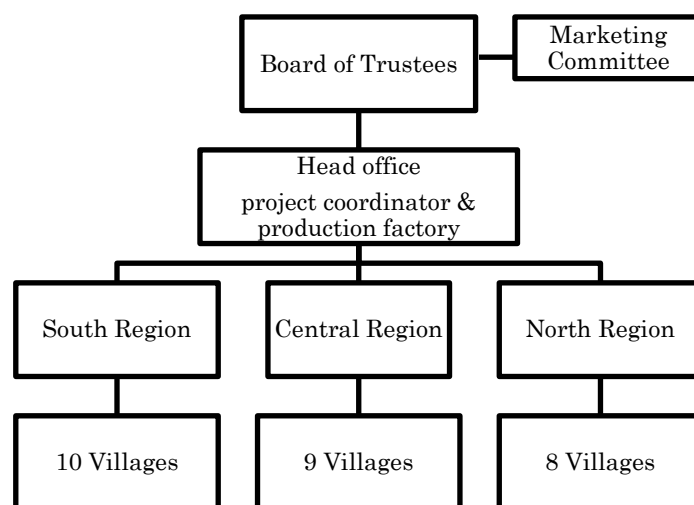 Board of Trustees
Marketing
Committee
Head office
project coordinator &
production factory
South Region
Central Region
North Region
10 Villages
9 Villages
8 Villages